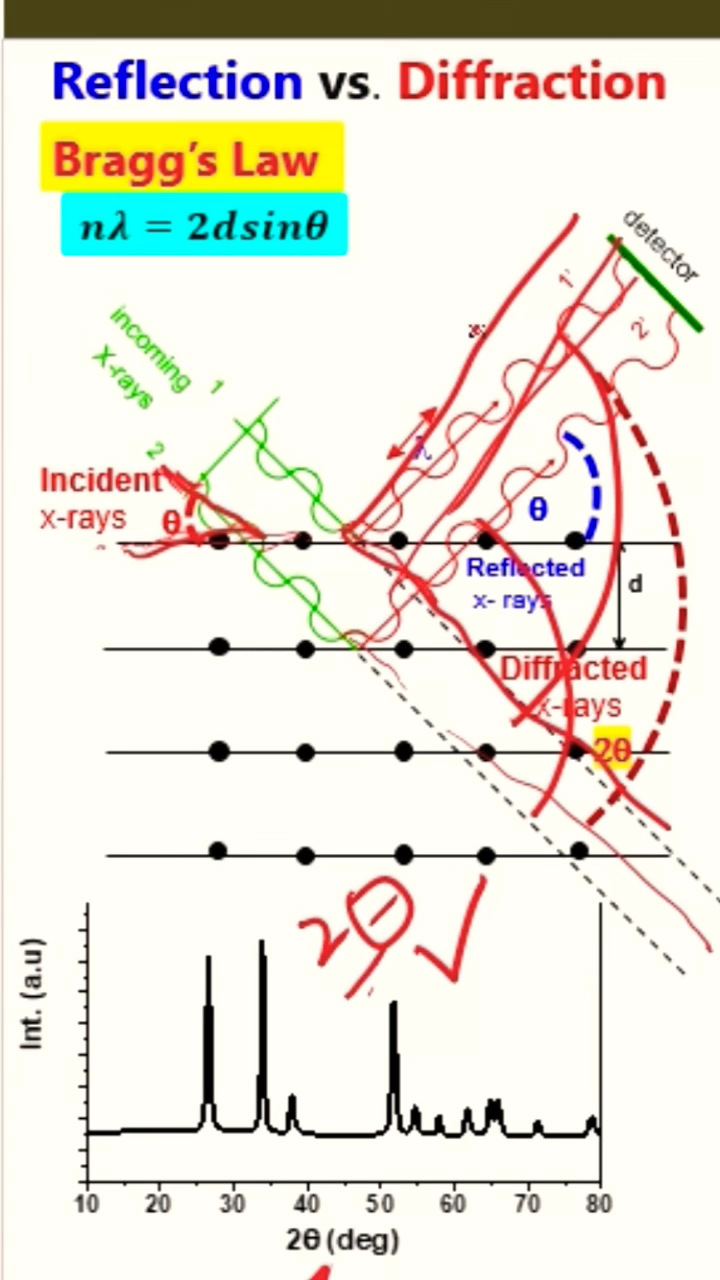 Reflection vs. Diffraction
Bragg's Law
nλ = 2dsinθ
detector
incoming
X-rays
1
2
1'
2'
λ
Incident
x-rays
θ
θ
Reflected
x- rays
d
Diffracted
x-rays
2θ
2θ
Int. (a.u)
10 20 30 40 50 60 70 80
2θ (deg)